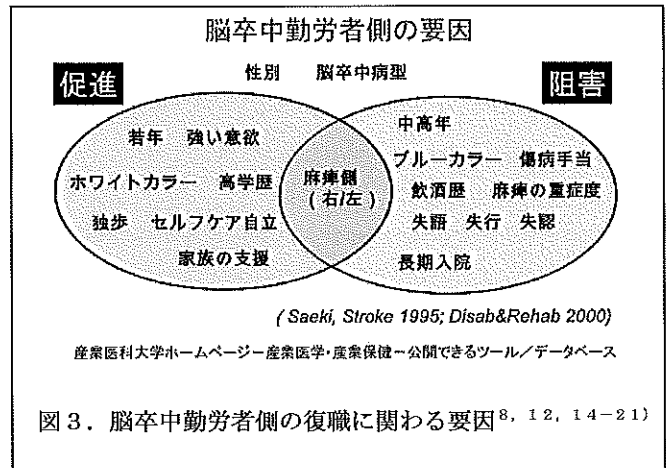 脳卒中勤労者側の要因
性別 脳卒中病型
促進
阻害
若年 強い意欲
ホワイトカラー 高学歴
独歩 セルフケア自立
家族の支援
麻痺側
(右/左)
中高年
ブルーカラー 傷病手当
飲酒歴 麻痺の重症度
失語 失行 失認
長期入院
(Saeki, Stroke 1995; Disab&Rehab 2000)
産業医科大学ホームページー産業医学・産業保健ー公開できるツール/データベース
図3.脳卒中勤労者側の復職に関わる要因8, 12, 14-21)